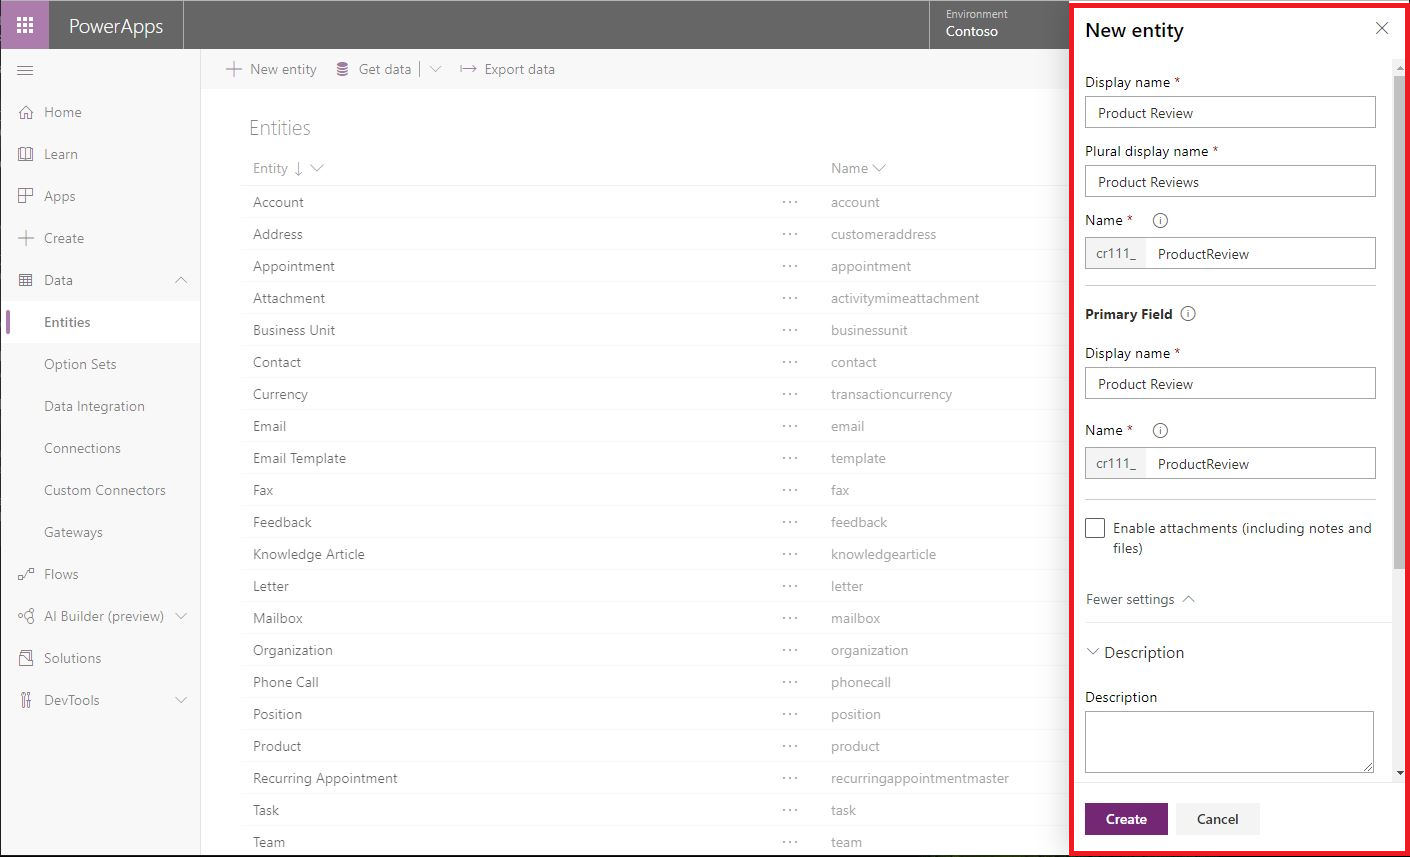 PowerApps
Environment
Contoso
Home
Learn
Apps
Create
Data
Entities
Option Sets
Data Integration
Connections
Custom Connectors
Gateways
Flows
AI Builder (preview)
Solutions
DevTools
New entity Get data Export data
Entities
Entity Name
Account ··· account
Address ··· customeraddress
Appointment ··· appointment
Attachment ··· activitymimeattachment
Business Unit ··· businessunit
Contact ··· contact
Currency ··· transactioncurrency
Email ··· email
Email Template ··· template
Fax ··· fax
Feedback ··· feedback
Knowledge Article ··· knowledgearticle
Letter ··· letter
Mailbox ··· mailbox
Organization ··· organization
Phone Call ··· phonecall
Position ··· position
Product ··· product
Recurring Appointment ··· recurringappointmentmaster
Task ··· task
Team ··· team
New entity
Display name *
Product Review
Plural display name *
Product Reviews
Name *
cr111_ ProductReview
Primary Field
Display name *
Product Review
Name *
cr111_ ProductReview
Enable attachments (including notes and
files)
Fewer settings
Description
Description
Create Cancel